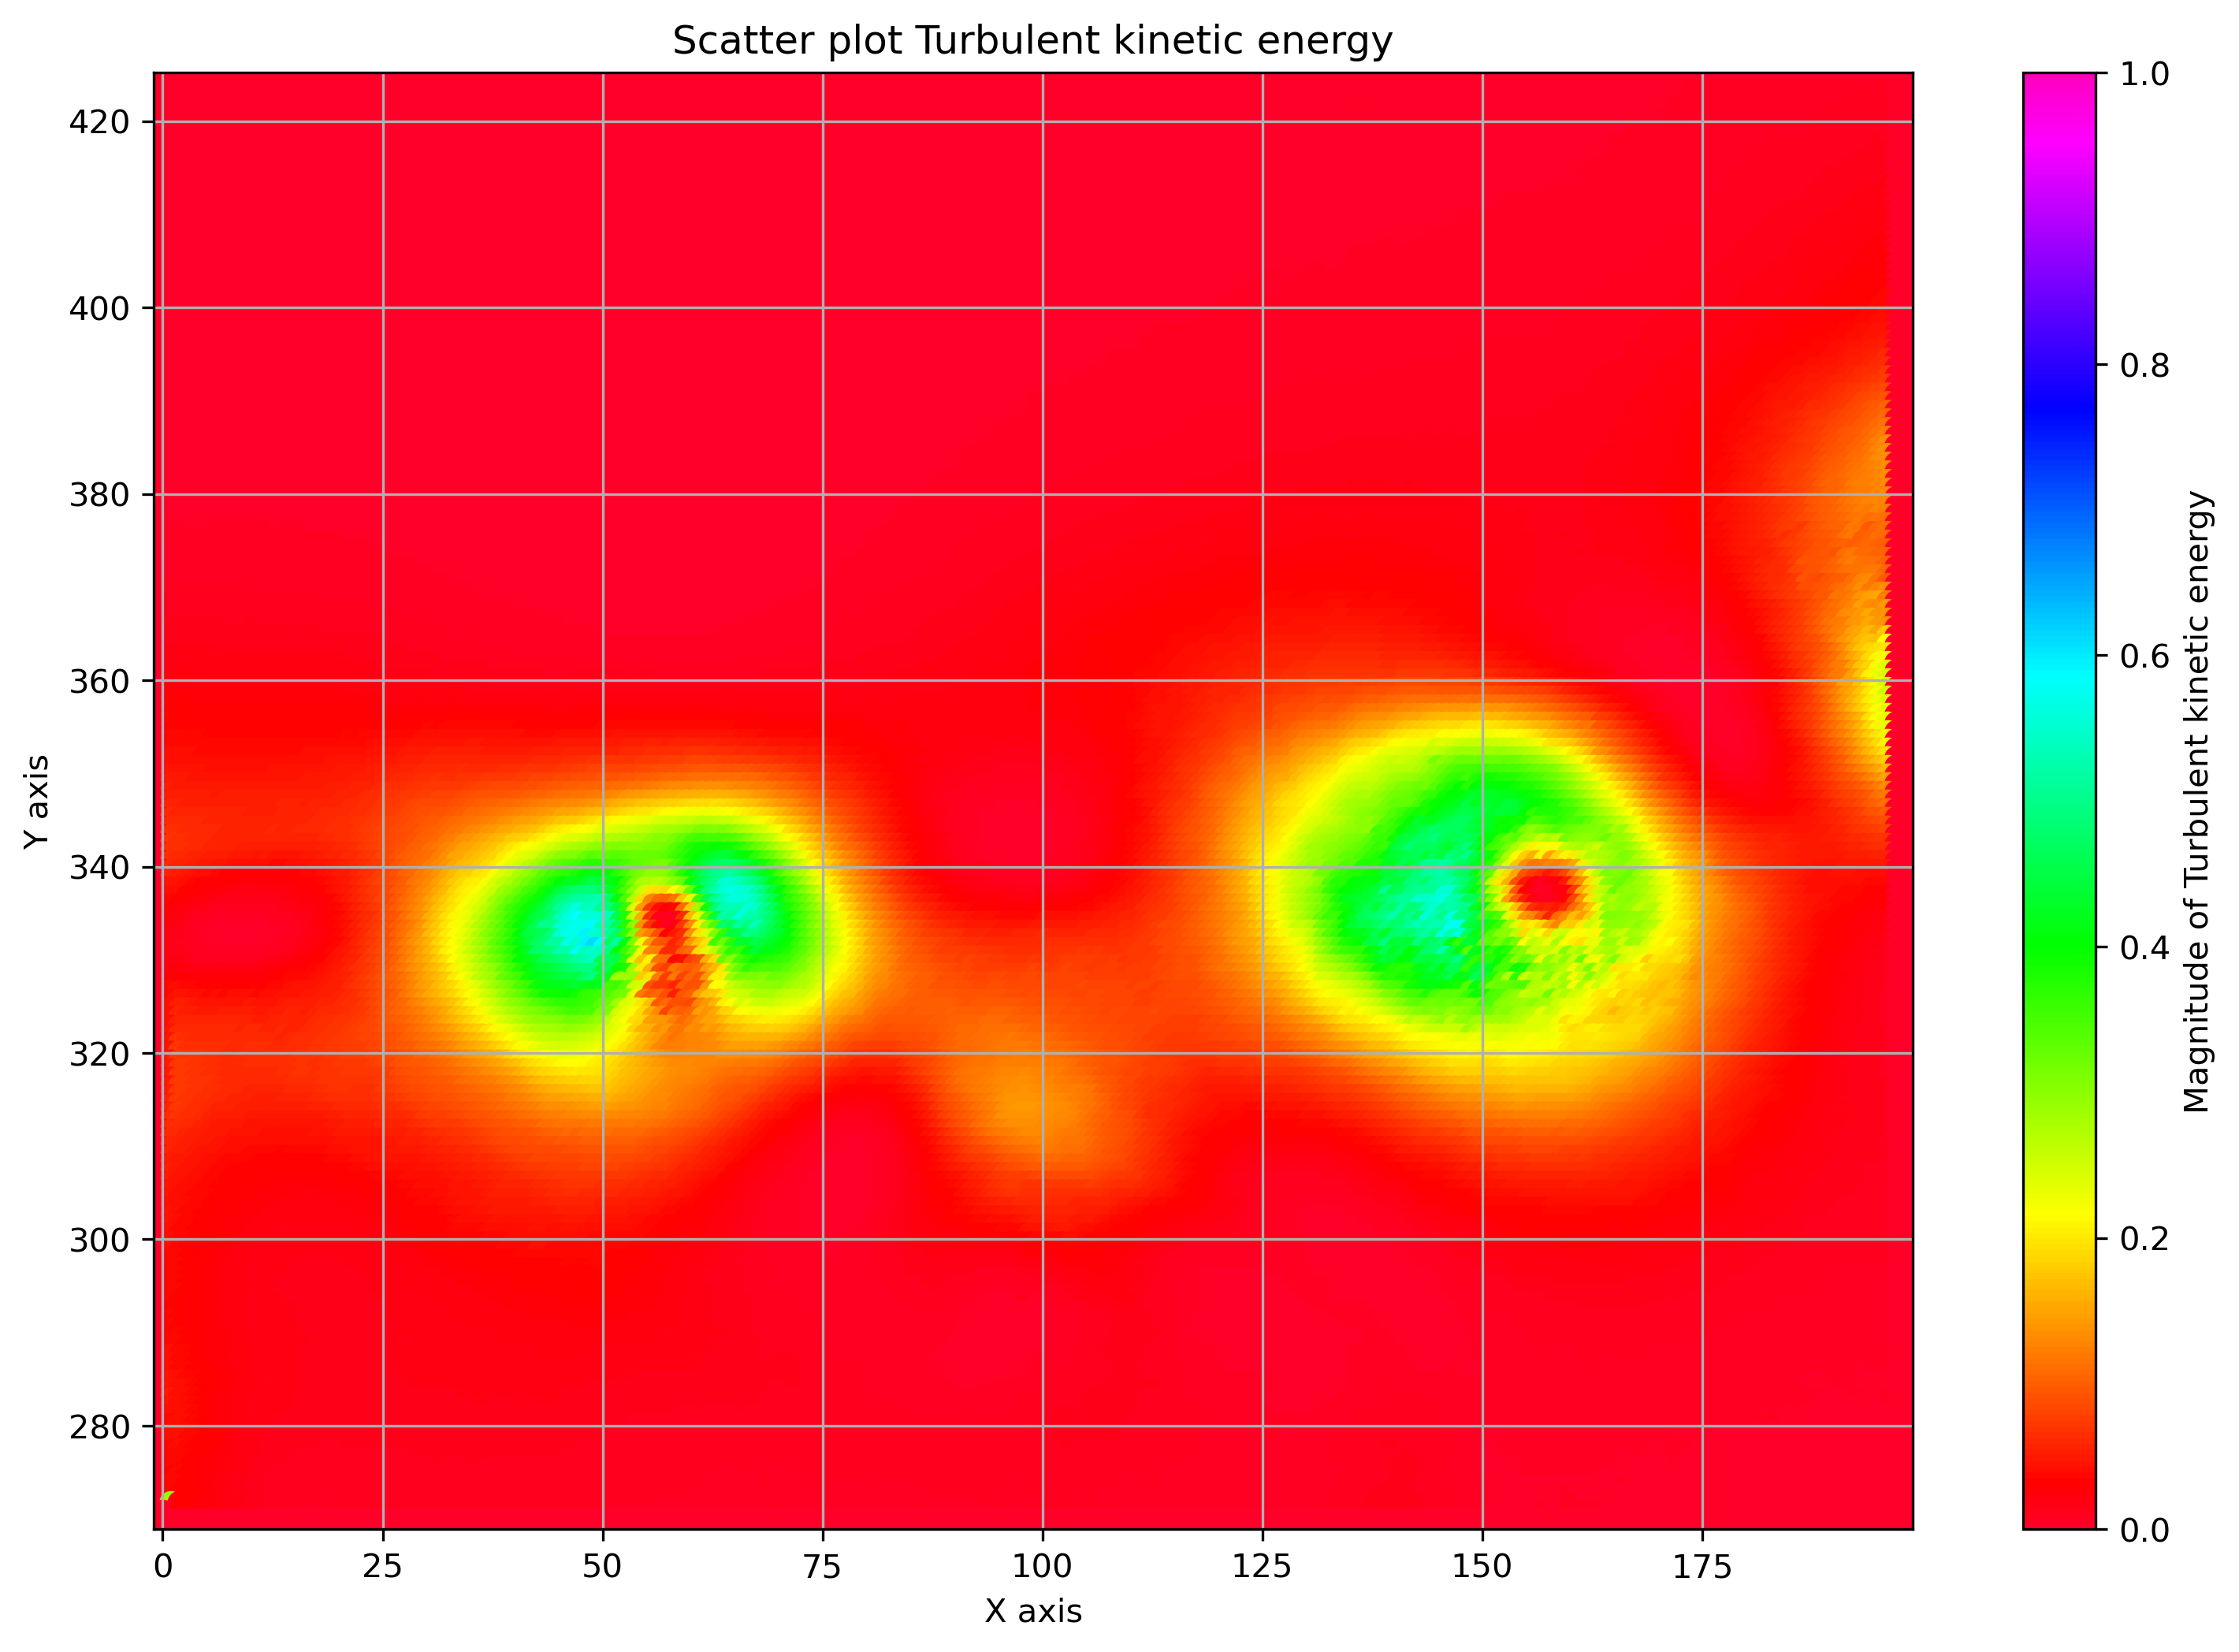 Scatter plot Turbulent kinetic energy
420
400
380
360
340
320
300
280
Y axis
0 25 50 75 100 125 150 175
X axis
1.0
0.8
0.6
0.4
0.2
0.0
Magnitude of Turbulent kinetic energy